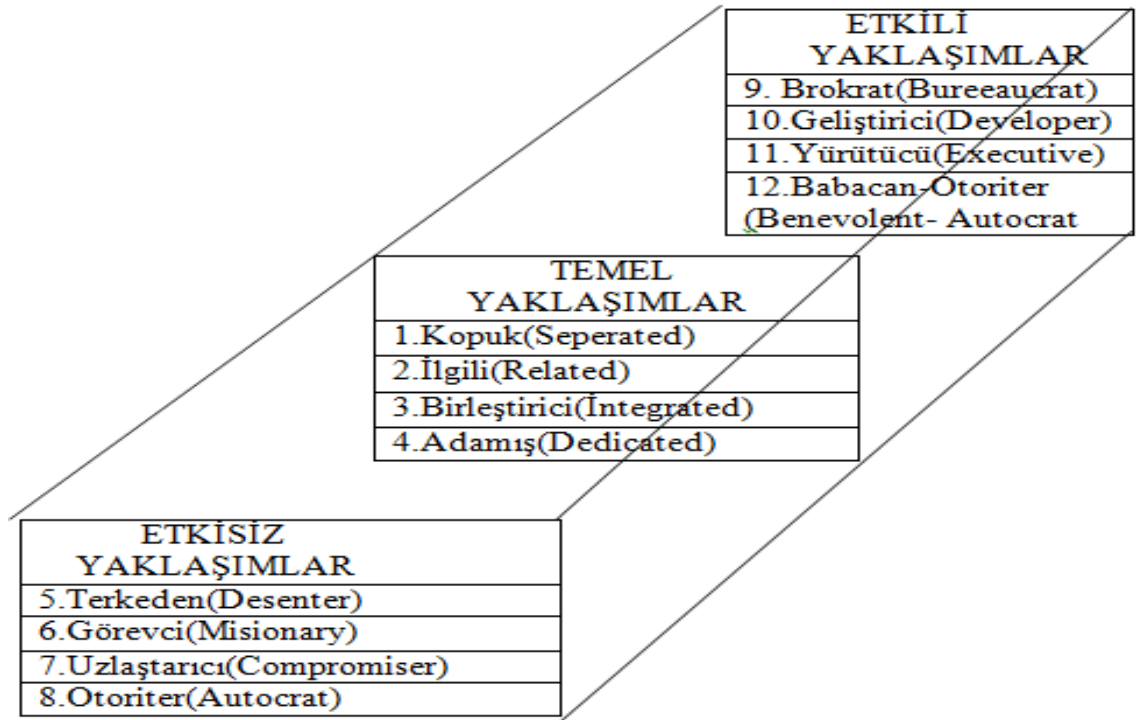 ETKİLİ
YAKLAŞIMLAR
9. Brokrat(Bureeaucrat)
10.Geliştirici(Developer)
11.Yürütücü(Executive)
12.Babacan-Otoriter
(Benevolent- Autocrat
TEMEL
YAKLAŞIMLAR
1.Kopuk(Seperated)
2.İlgili(Related)
3.Birleştirici(İntegrated)
4.Adamış(Dedicated)
ETKİSİZ
YAKLAŞIMLAR
5.Terkeden(Desenter)
6.Görevci(Misionary)
7.Uzlaştarıcı(Compromiser)
8.Otoriter(Autocrat)